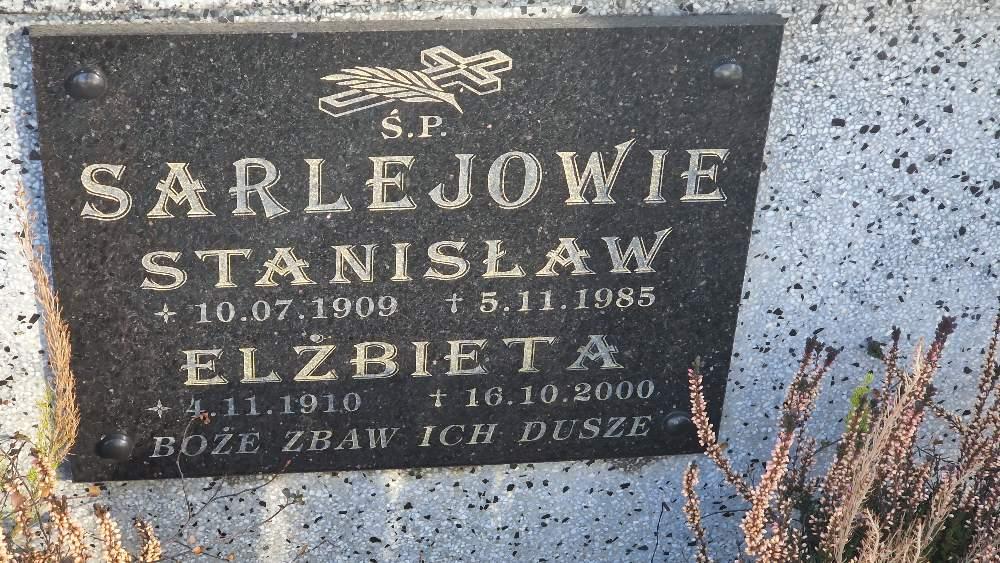 Ś.P.
SARLEJOWIE
STANISŁAW
10.07.1909 † 5.11.1985
ELŻBIETA
4.11.1910 † 16.10.2000
BOŻE ZBAW ICH DUSZE